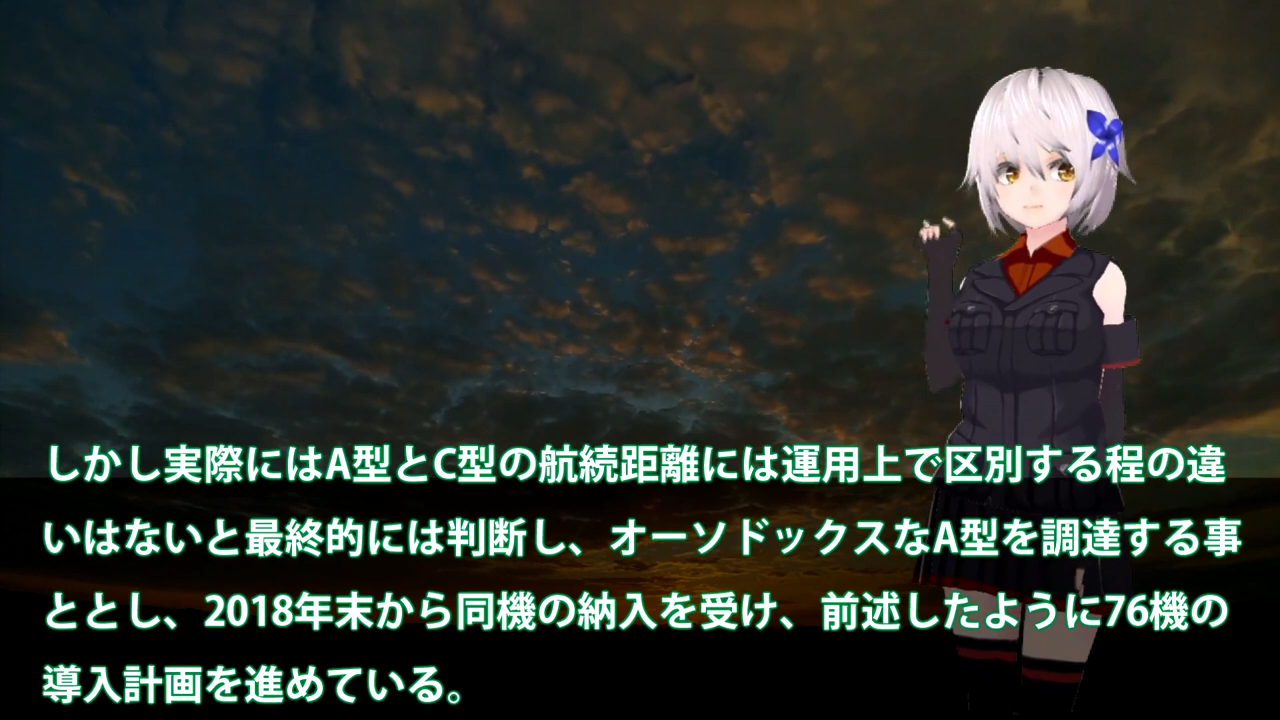 しかし実際にはA型とC型の航続距離には運用上で区別する程の違
いはないと最終的には判断し、オーソドックスなA型を調達する事
ととし、2018年末から同機の納入を受け、前述したように76機の
導入計画を進めている。